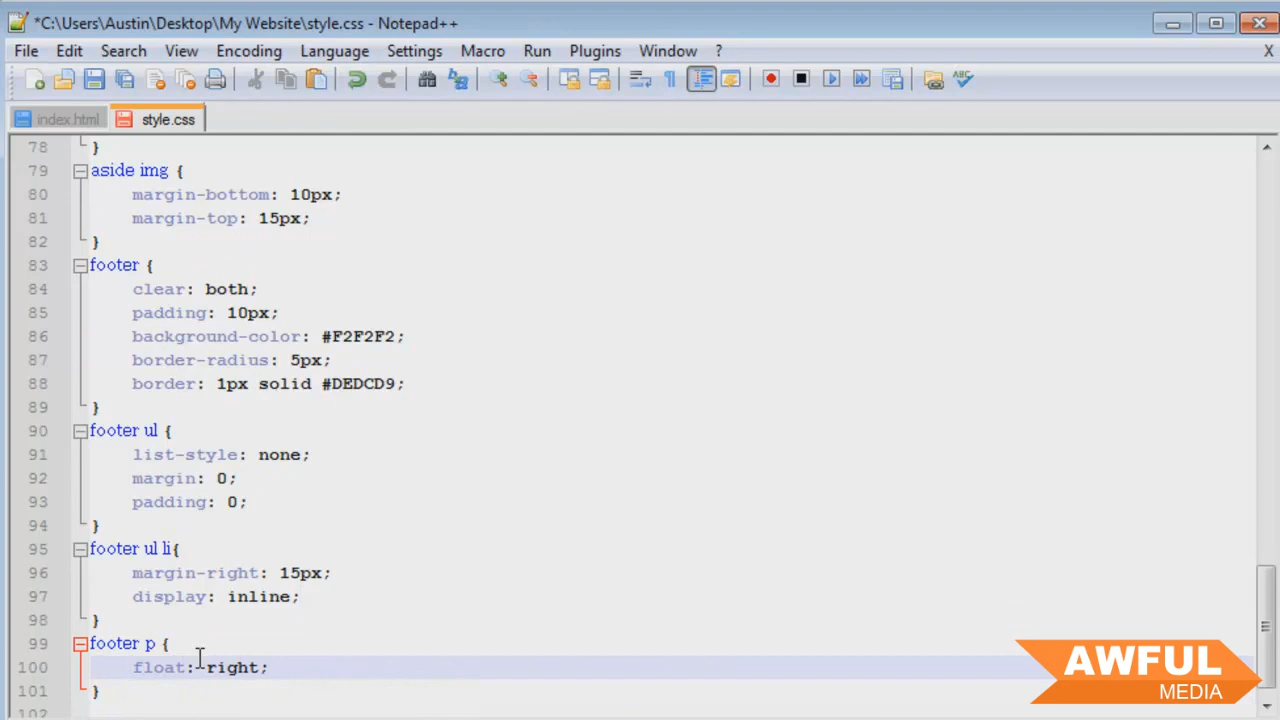 *C:\Users\Austin\Desktop\My Website\style.css - Notepad++
File Edit Search View Encoding Language Settings Macro Run Plugins Window ? X
index.html style.css
78 }
79 aside img {
80 margin-bottom: 10px;
81 margin-top: 15px;
82 }
83 footer {
84 clear: both;
85 padding: 10px;
86 background-color: #F2F2F2;
87 border-radius: 5px;
88 border: 1px solid #DEDCD9;
89 }
90 footer ul {
91 list-style: none;
92 margin: 0;
93 padding: 0;
94 }
95 footer ul li{
96 margin-right: 15px;
97 display: inline;
98 }
99 footer p {
100 float: right;
101 }
102
AWFUL
MEDIA